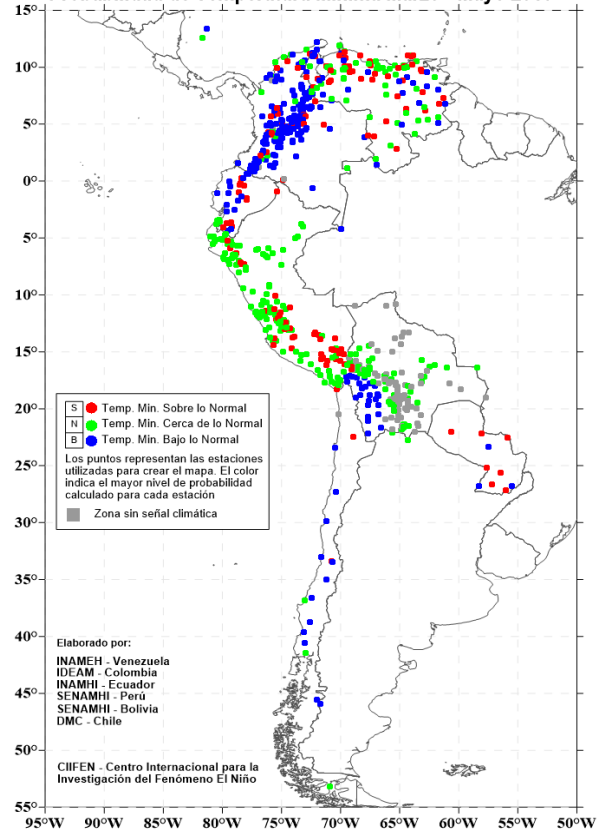 15°
10°
5°
0°
5°
10°
15°
20°
25°
30°
35°
40°
45°
50°
55°
S Temp. Min. Sobre lo Normal
N Temp. Min. Cerca de lo Normal
B Temp. Min. Bajo lo Normal
Los puntos representan las estaciones
utilizadas para crear el mapa. El color
indica el mayor nivel de probabilidad
calculado para cada estación
Zona sin señal climática
Elaborado por:
INAMEH - Venezuela
IDEAM - Colombia
INAMHI - Ecuador
SENAMHI - Perú
SENAMHI - Bolivia
DMC - Chile
CIIFEN - Centro Internacional para la
Investigación del Fenómeno El Niño
95°W 90°W 85°W 80°W 75°W 70°W 65°W 60°W 55°W 50°W